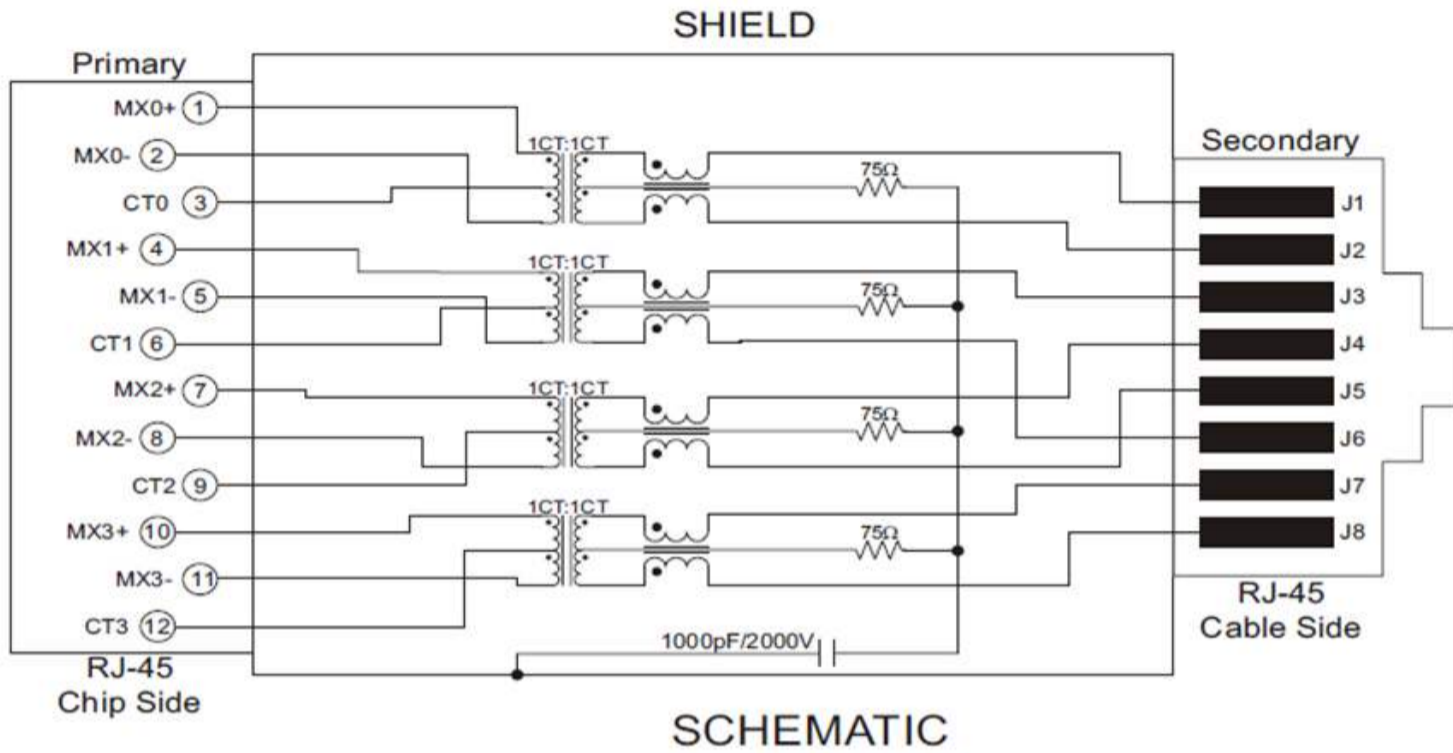 SHIELD
Primary
MX0+ 1
MX0- 2
CT0 3
MX1+ 4
MX1- 5
CT1 6
MX2+ 7
MX2- 8
CT2 9
MX3+ 10
MX3- 11
CT3 12
RJ-45
Chip Side
1CT:1CT
75Ω
1CT:1CT
75Ω
1CT:1CT
75Ω
1CT:1CT
75Ω
1000pF/2000V
Secondary
J1
J2
J3
J4
J5
J6
J7
J8
RJ-45
Cable Side
SCHEMATIC